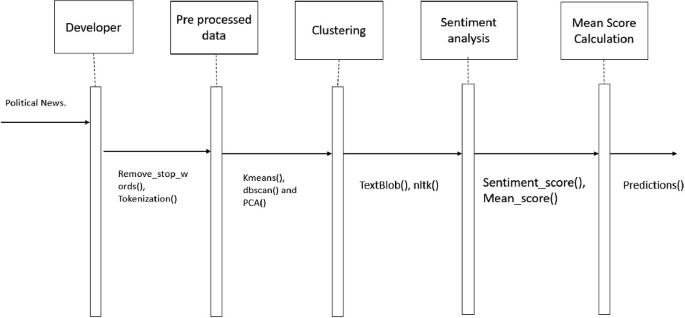 Developer
Pre processed
data
Clustering
Sentiment
analysis
Mean Score
Calculation
Political News.
Remove_stop_w
ords(),
Tokenization()
Kmeans(),
dbscan() and
PCA()
TextBlob(), nltk()
Sentiment_score(),
Mean_score()
Predictions()